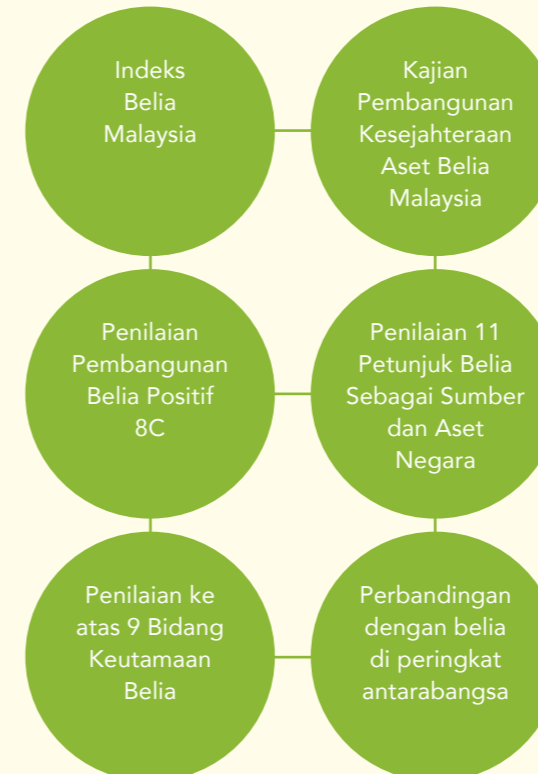 Indeks
Belia
Malaysia
Kajian
Pembangunan
Kesejahteraan
Aset Belia
Malaysia
Penilaian
Pembangunan
Belia Positif
8C
Penilaian 11
Petunjuk Belia
Sebagai Sumber
dan Aset
Negara
Penilaian ke
atas 9 Bidang
Keutamaan
Belia
Perbandingan
dengan belia
di peringkat
antarabangsa